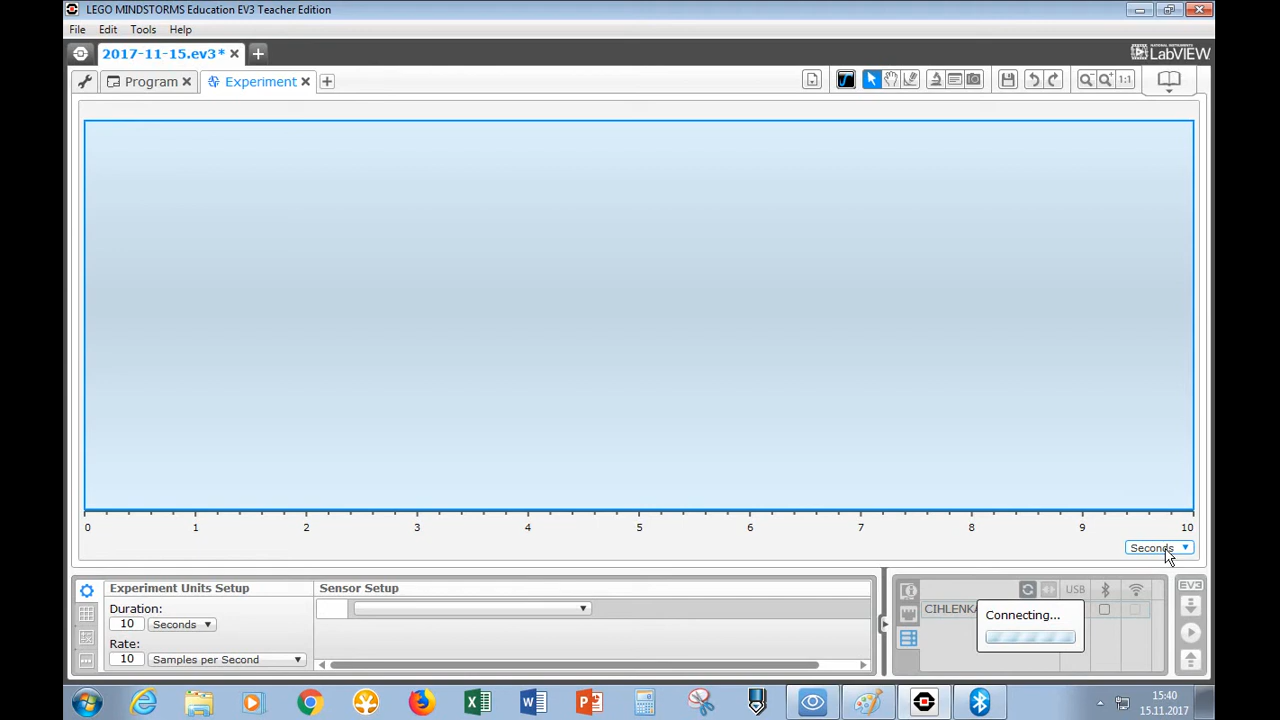 LEGO MINDSTORMS Education EV3 Teacher Edition
File Edit Tools Help
2017-11-15.ev3*
NATIONAL INSTRUMENTS
LabVIEW
Program Experiment
1:1
0 1 2 3 4 5 6 7 8 9 10
Seconds
Experiment Units Setup
Duration:
10 Seconds
Rate:
10 Samples per Second
Sensor Setup
USB
EV3
Connecting...
15:40
15.11.2017